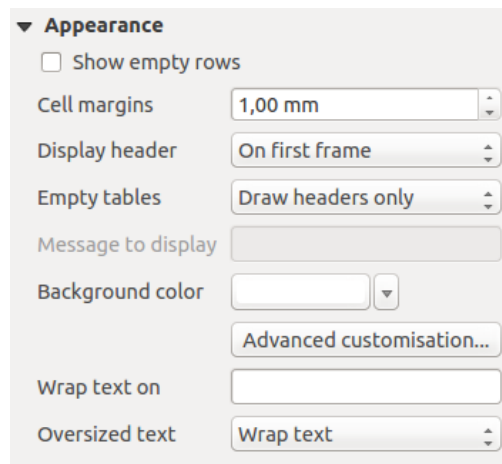 Appearance
Show empty rows
Cell margins 1,00 mm
Display header On first frame
Empty tables Draw headers only
Message to display
Background color
Advanced customisation...
Wrap text on
Oversized text Wrap text